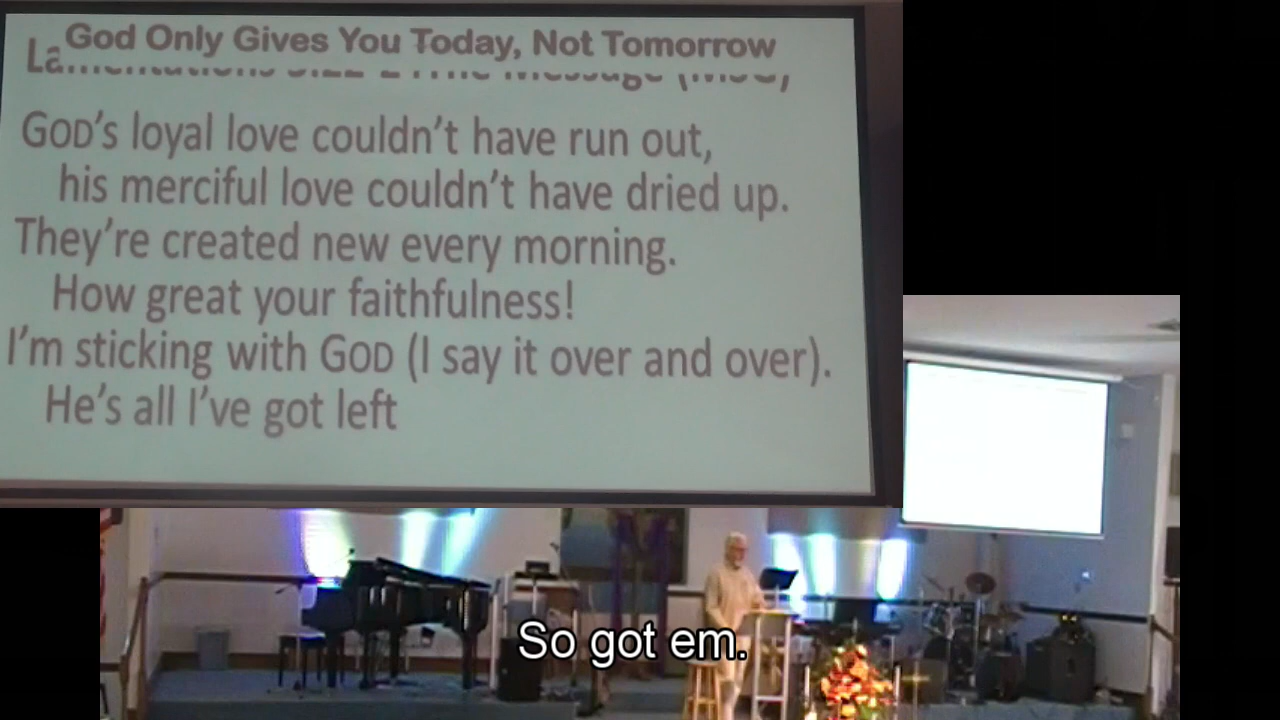 God Only Gives You Today, Not Tomorrow
GOD's loyal love couldn't have run out,
his merciful love couldn't have dried up.
They're created new every morning.
How great your faithfulness!
I'm sticking with GOD (I say it over and over).
He's all I've got left
So got em.